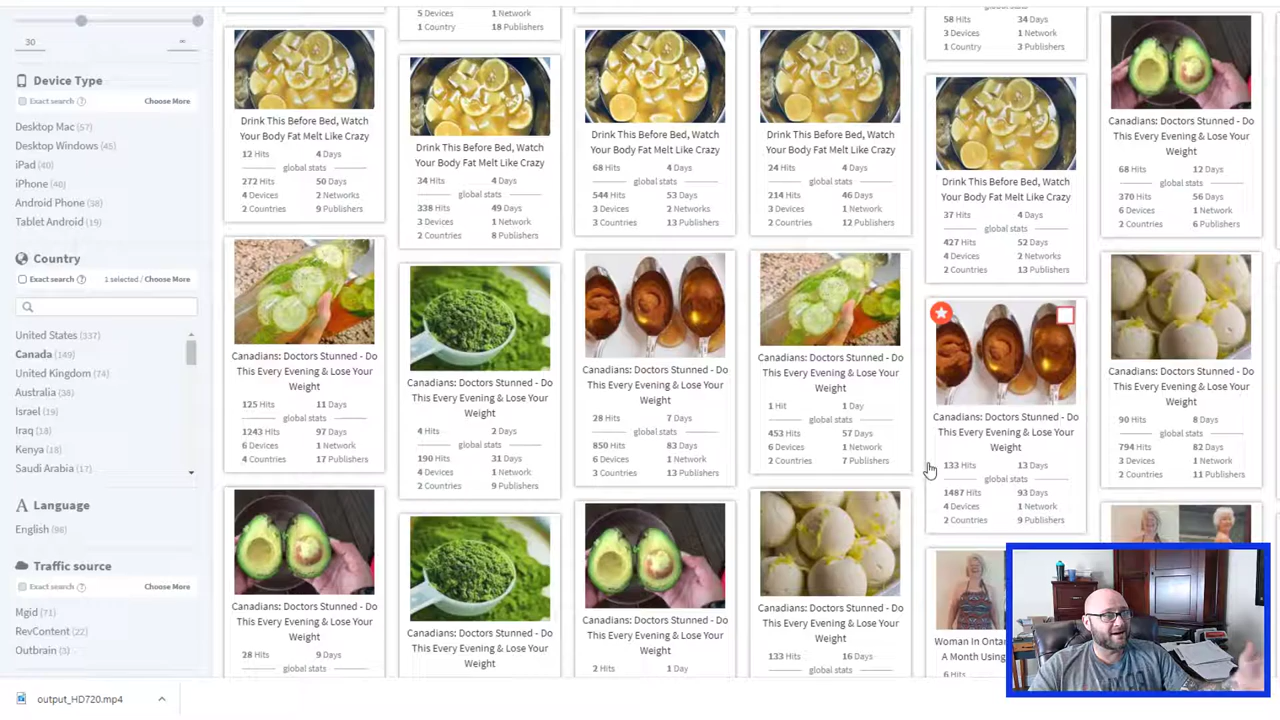 30
∞
Device Type
Exact search ? Choose More
Desktop Mac (57)
Desktop Windows (45)
iPad (40)
iPhone (40)
Android Phone (38)
Tablet Android (19)
Country
Exact search ? 1 selected / Choose More
United States (337)
Canada (149)
United Kingdom (74)
Australia (38)
Israel (19)
Iraq (18)
Kenya (18)
Saudi Arabia (17)
Language
English (96)
Traffic source
Exact search ? Choose More
Mgid (71)
RevContent (22)
Outbrain (3)
output_HD720.mp4
Drink This Before Bed, Watch
Your Body Fat Melt Like Crazy
12 Hits 4 Days
global stats
272 Hits 50 Days
4 Devices 2 Networks
2 Countries 9 Publishers
Canadians: Doctors Stunned - Do
This Every Evening & Lose Your
Weight
125 Hits 11 Days
global stats
1243 Hits 97 Days
6 Devices 1 Network
4 Countries 17 Publishers
Canadians: Doctors Stunned - Do
This Every Evening & Lose Your
Weight
28 Hits 9 Days
global stats
5 Devices 1 Network
1 Country 18 Publishers
Drink This Before Bed, Watch
Your Body Fat Melt Like Crazy
34 Hits 4 Days
global stats
338 Hits 49 Days
3 Devices 1 Network
2 Countries 8 Publishers
Canadians: Doctors Stunned - Do
This Every Evening & Lose Your
Weight
4 Hits 2 Days
global stats
190 Hits 31 Days
4 Devices 1 Network
2 Countries 9 Publishers
Canadians: Doctors Stunned - Do
This Every Evening & Lose Your
Weight
Drink This Before Bed, Watch
Your Body Fat Melt Like Crazy
68 Hits 4 Days
global stats
544 Hits 53 Days
3 Devices 2 Networks
3 Countries 13 Publishers
Canadians: Doctors Stunned - Do
This Every Evening & Lose Your
Weight
28 Hits 7 Days
global stats
850 Hits 83 Days
6 Devices 1 Network
3 Countries 13 Publishers
Canadians: Doctors Stunned - Do
This Every Evening & Lose Your
Weight
2 Hits 1 Day
Drink This Before Bed, Watch
Your Body Fat Melt Like Crazy
24 Hits 4 Days
global stats
214 Hits 46 Days
3 Devices 2 Networks
2 Countries 12 Publishers
Canadians: Doctors Stunned - Do
This Every Evening & Lose Your
Weight
1 Hit 1 Day
global stats
453 Hits 57 Days
6 Devices 1 Network
2 Countries 7 Publishers
Canadians: Doctors Stunned - Do
This Every Evening & Lose Your
Weight
133 Hits 16 Days
global stats
58 Hits 34 Days
3 Devices 1 Network
1 Country 3 Publishers
Drink This Before Bed, Watch
Your Body Fat Melt Like Crazy
37 Hits 4 Days
global stats
427 Hits 52 Days
4 Devices 2 Networks
2 Countries 13 Publishers
Canadians: Doctors Stunned - Do
This Every Evening & Lose Your
Weight
133 Hits 13 Days
global stats
1487 Hits 93 Days
4 Devices 1 Network
2 Countries 9 Publishers
Woman In
A Month Using
6 Hits
Canadians: Doctors Stunned - Do
This Every Evening & Lose Your
Weight
68 Hits 12 Days
global stats
370 Hits 56 Days
6 Devices 1 Network
2 Countries 6 Publishers
Canadians: Doctors Stunned - Do
This Every Evening & Lose Your
Weight
90 Hits 8 Days
global stats
794 Hits 82 Days
3 Devices 1 Network
2 Countries 11 Publishers